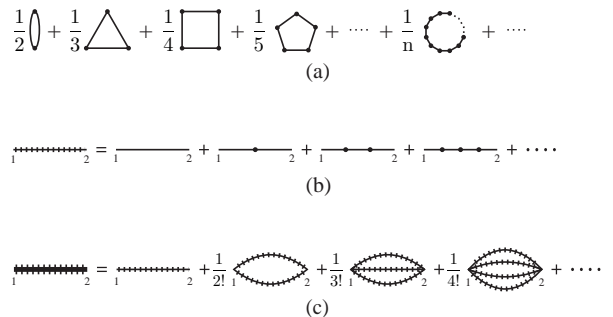 1/2 + 1/3 + 1/4 + 1/5 + ···· + 1/n + ····
(a)
1 2 = 1 2 + 1 2 + 1 2 + 1 2 + ····
(b)
1 2 = 1 2 + 1/2! 1 2 + 1/3! 1 2 + 1/4! 1 2 + ····
(c)